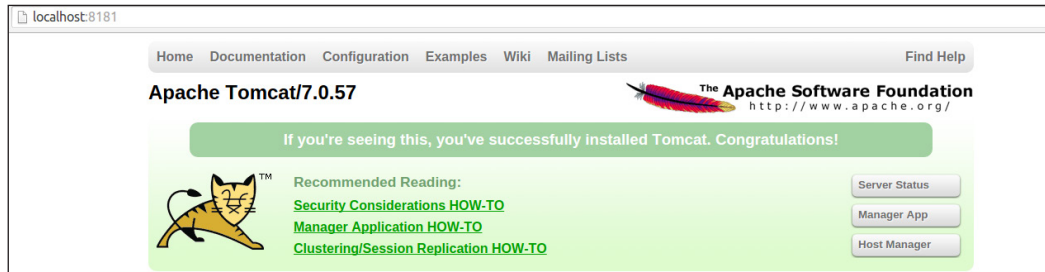 localhost:8181
Home Documentation Configuration Examples Wiki Mailing Lists Find Help
Apache Tomcat/7.0.57
The Apache Software Foundation
http://www.apache.org/
If you're seeing this, you've successfully installed Tomcat. Congratulations!
TM
Recommended Reading:
Security Considerations HOW-TO
Manager Application HOW-TO
Clustering/Session Replication HOW-TO
Server Status
Manager App
Host Manager